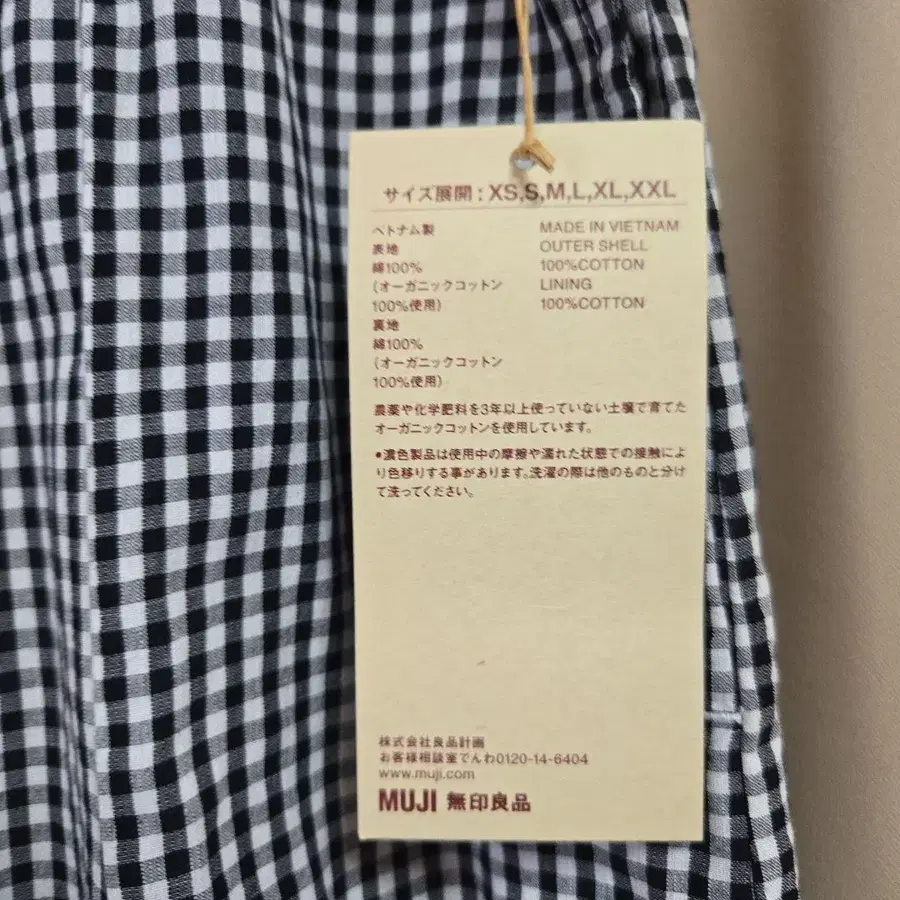 サイズ展開：XS,S,M,L,XL,XXL
ベトナム製
表地
綿100%
(オーガニックコットン
100%使用)
裏地
綿100%
(オーガニックコットン
100%使用)
MADE IN VIETNAM
OUTER SHELL
100%COTTON
LINING
100%COTTON
農薬や化学肥料を3年以上使っていない土壌で育てた
オーガニックコットンを使用しています。
●濃色製品は使用中の摩擦や濡れた状態での接触によ
り色移りする事があります。洗濯の際は他のものと分け
て洗ってください。
株式会社良品計画
お客様相談室でんわ0120-14-6404
www.muji.com
MUJI 無印良品